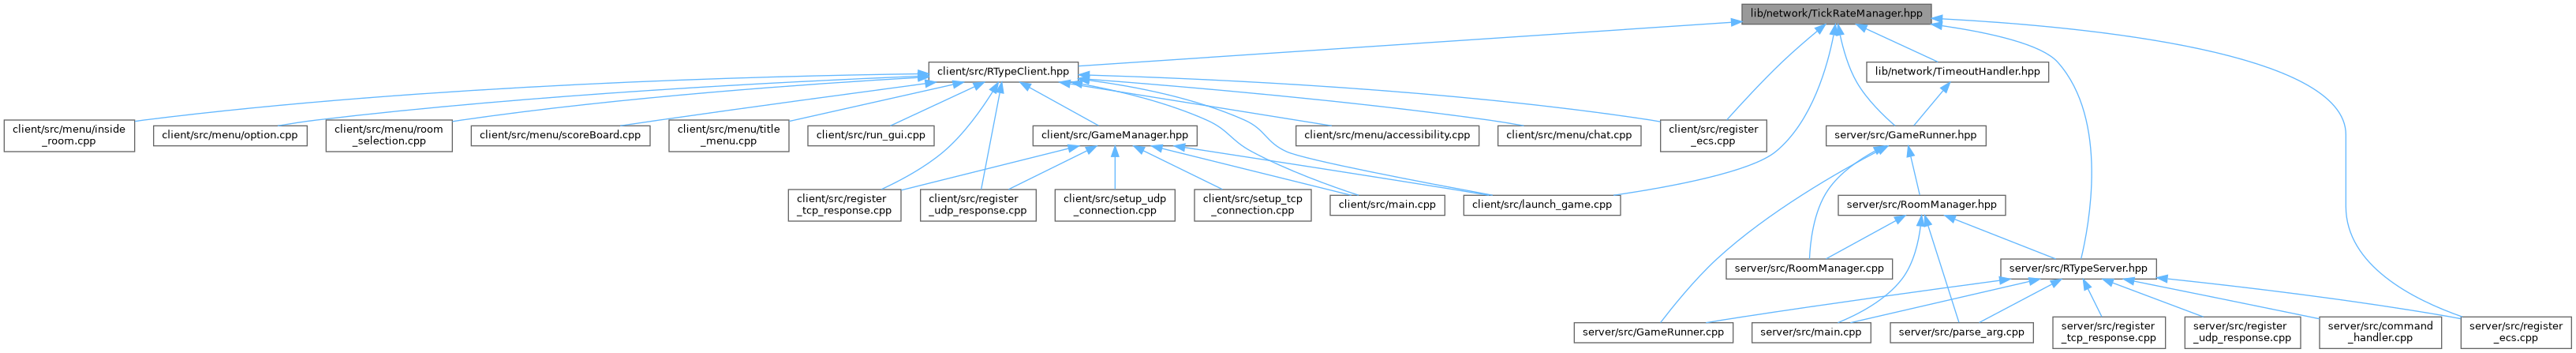 lib/network/TickRateManager.hpp
client/src/RTypeClient.hpp
lib/network/TimeoutHandler.hpp
client/src/menu/inside
_room.cpp
client/src/menu/option.cpp
client/src/menu/room
_selection.cpp
client/src/menu/scoreBoard.cpp
client/src/menu/title
_menu.cpp
client/src/run_gui.cpp
client/src/GameManager.hpp
client/src/menu/accessibility.cpp
client/src/menu/chat.cpp
client/src/register
_ecs.cpp
server/src/GameRunner.hpp
client/src/register
_tcp_response.cpp
client/src/register
_udp_response.cpp
client/src/setup_udp
_connection.cpp
client/src/setup_tcp
_connection.cpp
client/src/main.cpp
client/src/launch_game.cpp
server/src/RoomManager.hpp
server/src/RoomManager.cpp
server/src/RTypeServer.hpp
server/src/GameRunner.cpp
server/src/main.cpp
server/src/parse_arg.cpp
server/src/register
_tcp_response.cpp
server/src/register
_udp_response.cpp
server/src/command
_handler.cpp
server/src/register
_ecs.cpp